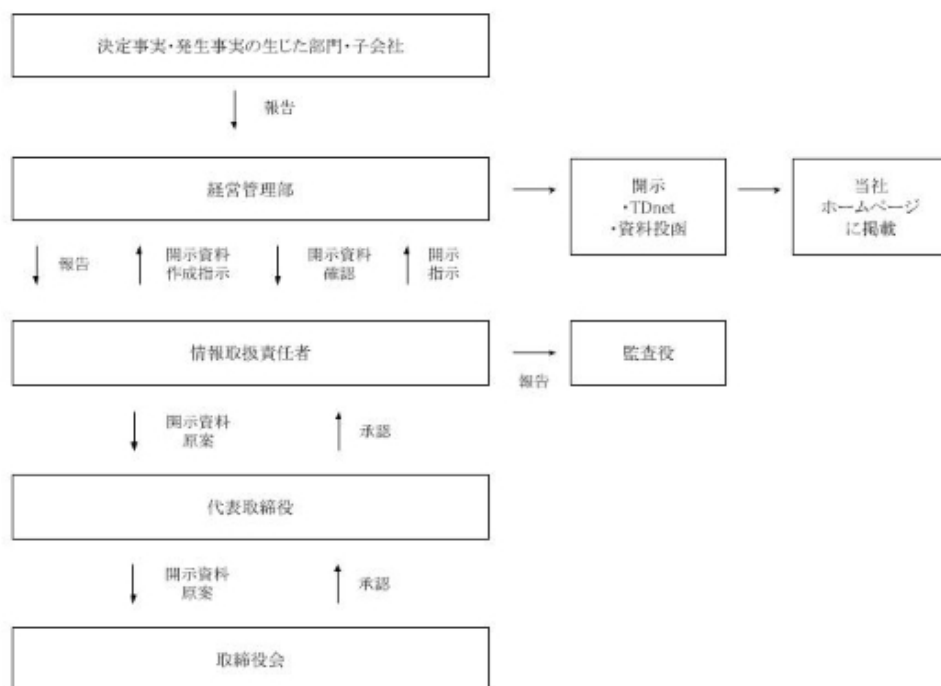 決定事実・発生事実の生じた部門・子会社
報告
経営管理部
開示
・TDnet
・資料投函
当社
ホームページ
に掲載
報告
開示資料
作成指示
開示資料
確認
開示
指示
情報取扱責任者
報告
監査役
開示資料
原案
承認
代表取締役
開示資料
原案
承認
取締役会